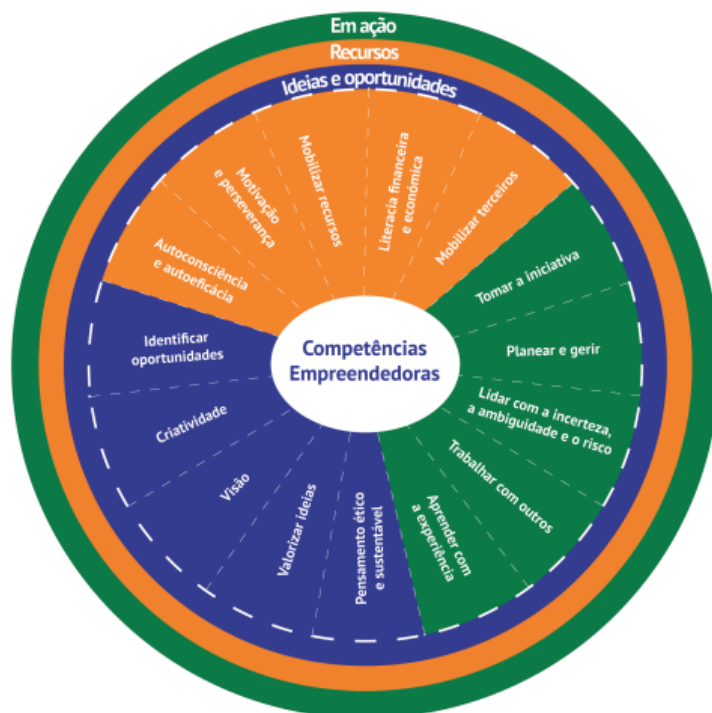 Em ação
Recursos
Ideias e oportunidades
Autoconsciência
e autoeficácia
Motivação
e perseverança
Mobilizar recursos
Literacia financeira
e económica
Mobilizar terceiros
Tomar a iniciativa
Planear e gerir
Lidar com a incerteza,
a ambiguidade e o risco
Trabalhar com outros
Aprender com
a experiência
Pensamento ético
e sustentável
Valorizar ideias
Visão
Criatividade
Identificar
oportunidades
Competências
Empreendedoras